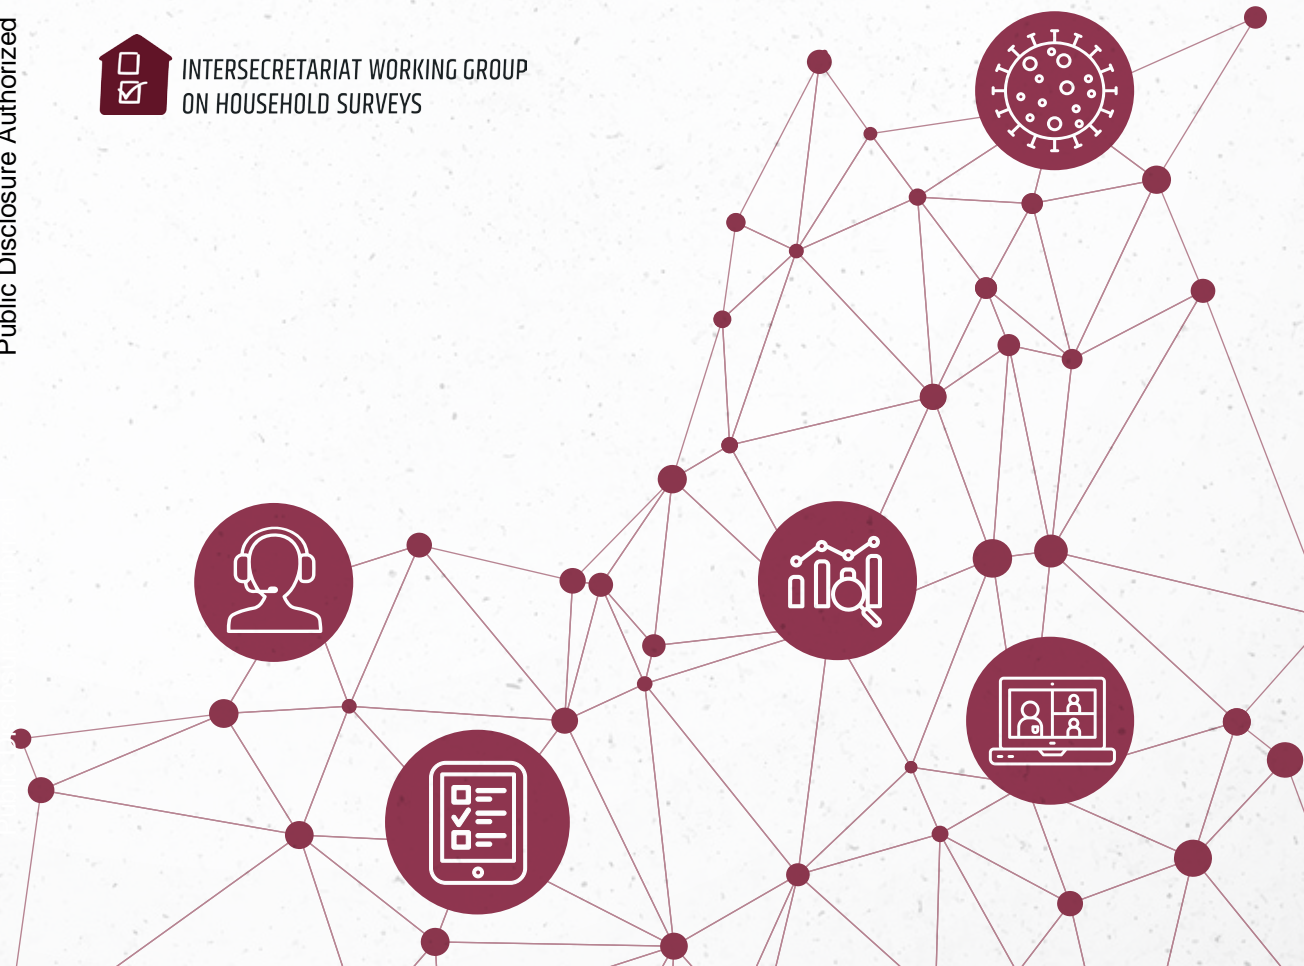 Public Disclosure Authorized
INTERSECRETARIAT WORKING GROUP
ON HOUSEHOLD SURVEYS